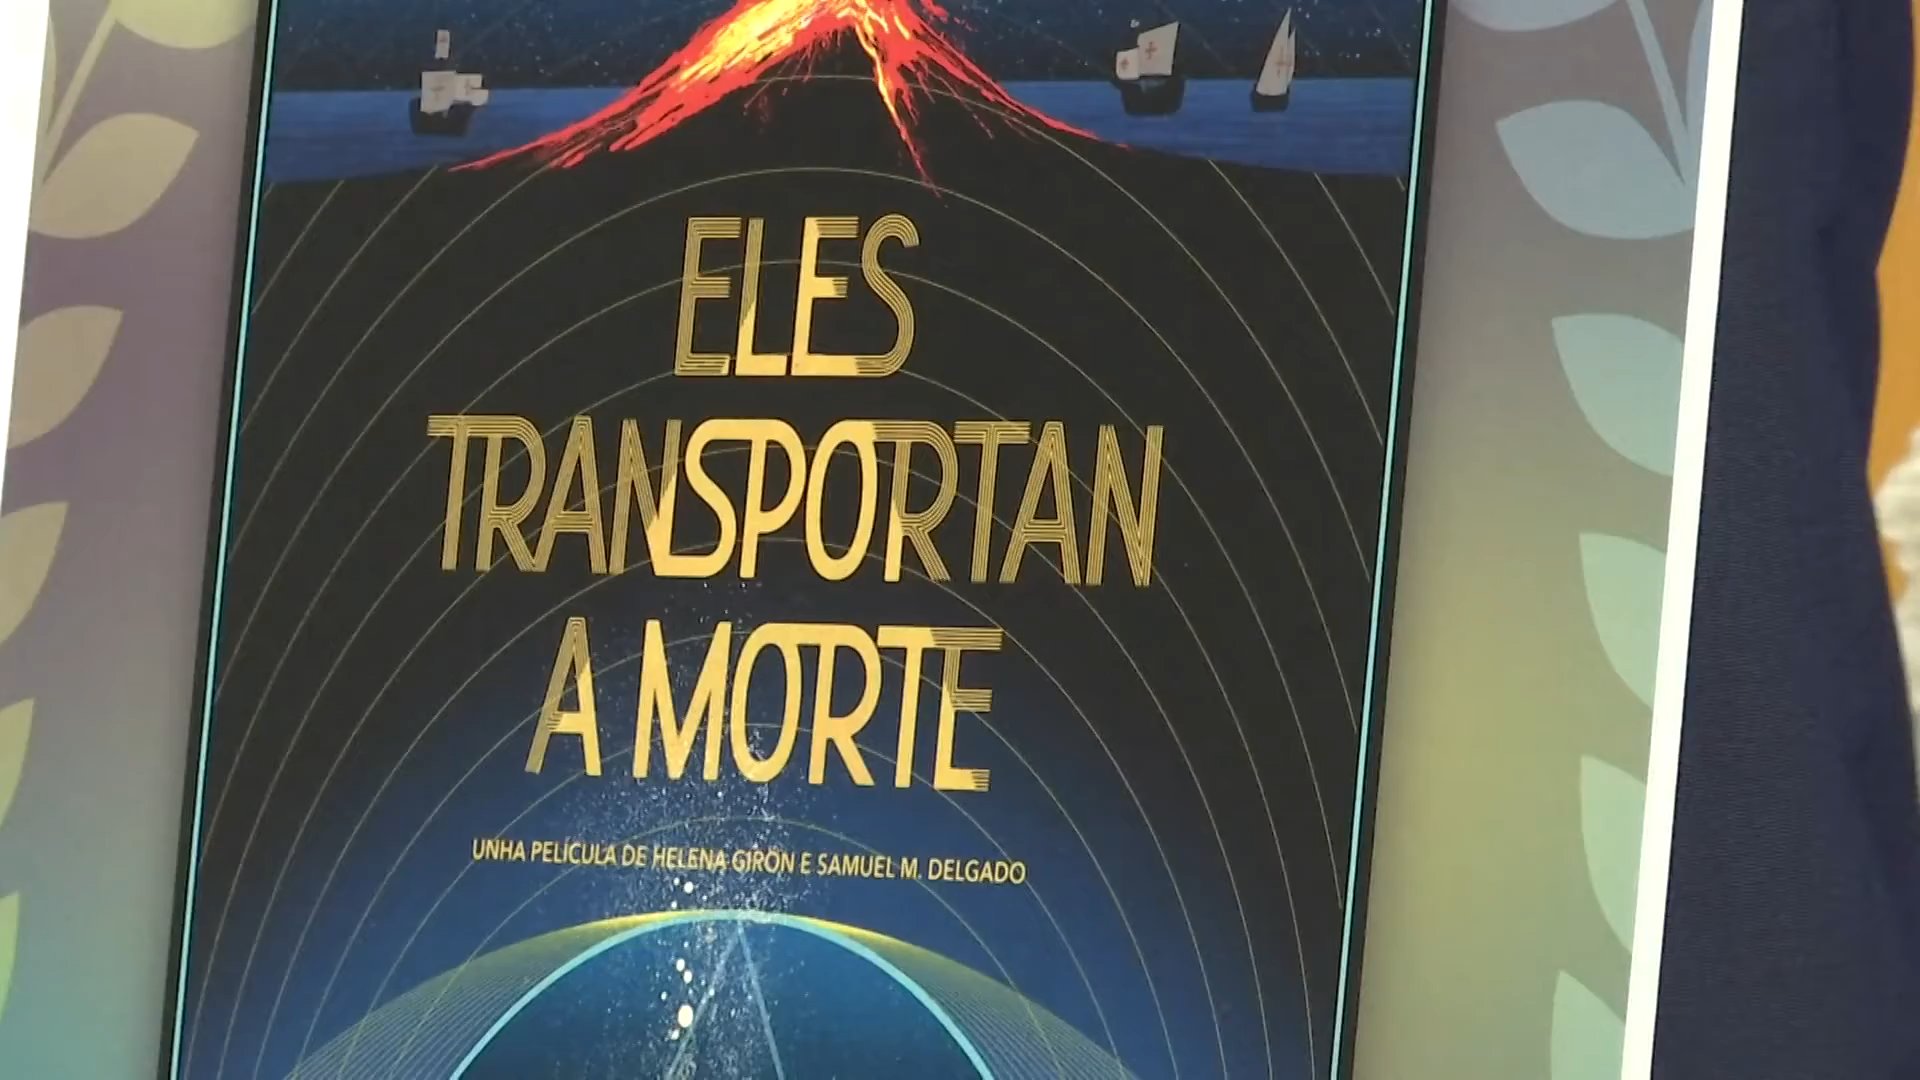 ELES
TRANSPORTAN
A MORTE
UNHA PELÍCULA DE HELENA GIRÓN E SAMUEL M. DELGADO